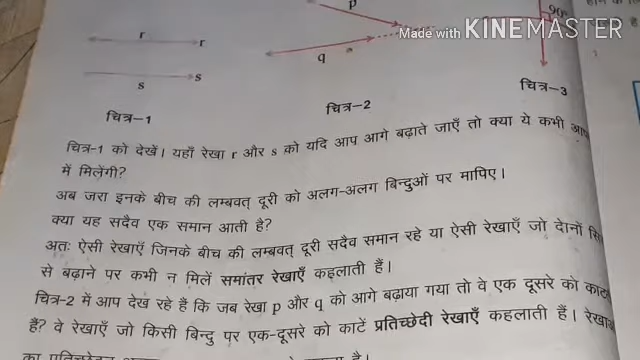 p
90°
Made with KINEMASTER
r
r
q
s
s
चित्र-1
चित्र-2
चित्र-3
चित्र-1 को देखें। यहाँ रेखा r और s को यदि आप आगे बढ़ाते जाएँ तो क्या ये कभी आपस
में मिलेंगी?
अब जरा इनके बीच की लम्बवत् दूरी को अलग-अलग बिन्दुओं पर मापिए।
क्या यह सदैव एक समान आती है?
अतः ऐसी रेखाएँ जिनके बीच की लम्बवत् दूरी सदैव समान रहे या ऐसी रेखाएँ जो दोनों
से बढ़ाने पर कभी न मिलें समांतर रेखाएँ कहलाती हैं।
चित्र-2 में आप देख रहे हैं कि जब रेखा p और q को आगे बढ़ाया गया तो वे एक दूसरे को
हैं? वे रेखाएँ जो किसी बिन्दु पर एक-दूसरे को काटें प्रतिच्छेदी रेखाएँ कहलाती हैं।